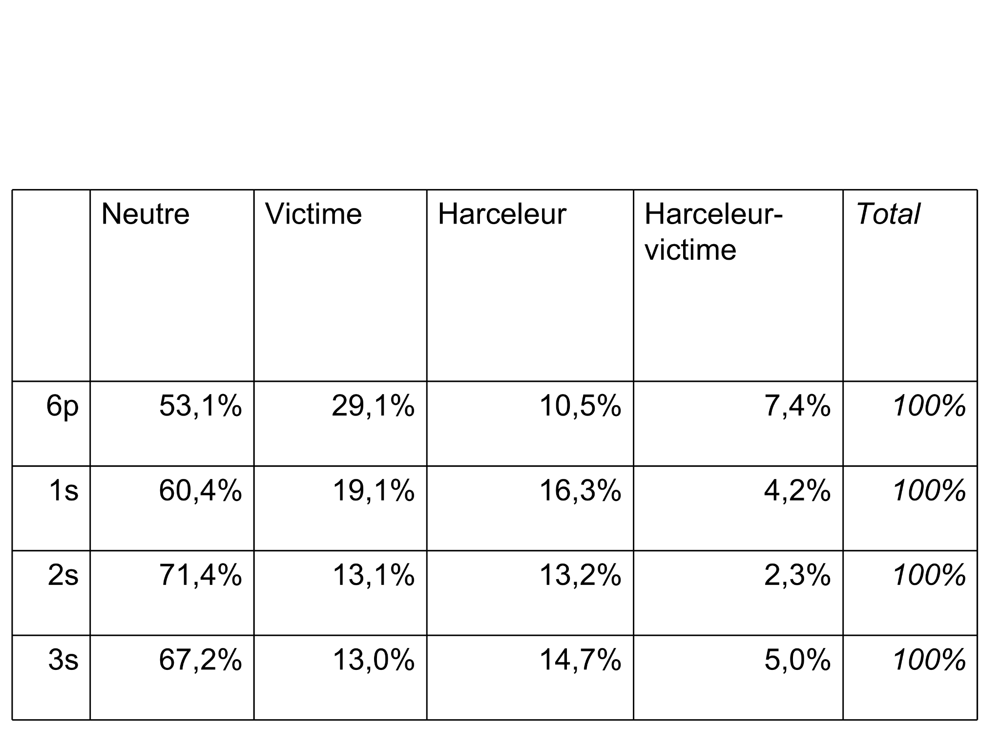 Neutre Victime Harceleur Harceleur- Total
victime
6p 53,1% 29,1% 10,5% 7,4% 100%
1s 60,4% 19,1% 16,3% 4,2% 100%
2s 71,4% 13,1% 13,2% 2,3% 100%
3s 67,2% 13,0% 14,7% 5,0% 100%